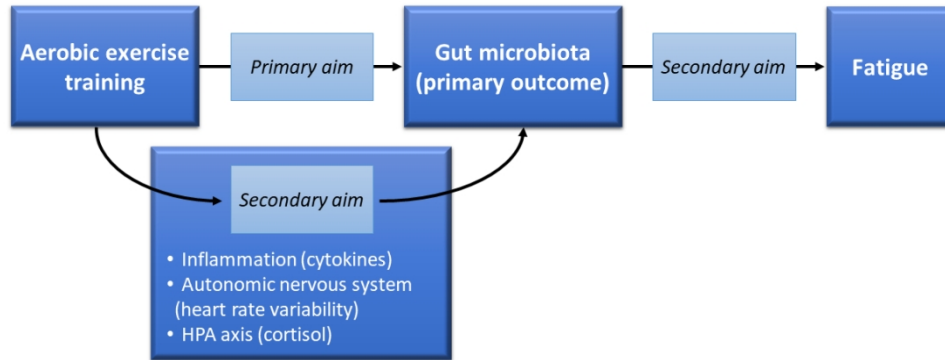 Aerobic exercise
training
Primary aim
Gut microbiota
(primary outcome)
Secondary aim
Fatigue
Secondary aim
• Inflammation (cytokines)
• Autonomic nervous system
(heart rate variability)
• HPA axis (cortisol)